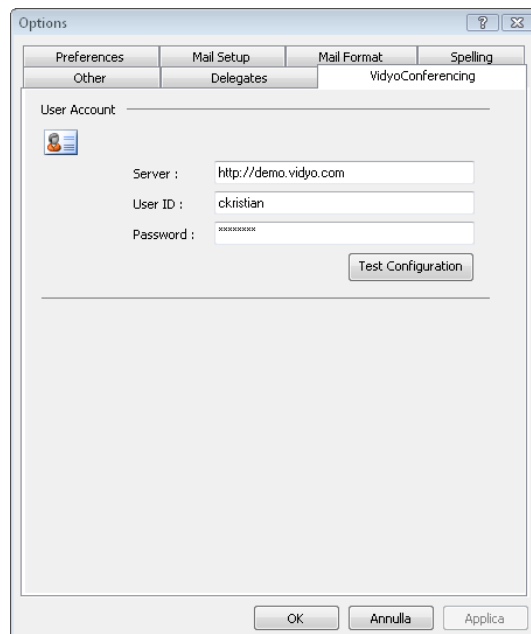 Options
Preferences Mail Setup Mail Format Spelling
Other Delegates VidyoConferencing
User Account
Server : http://demo.vidyo.com
User ID : ckristian
Password : xxxxxxxx
Test Configuration
OK Annulla Applica